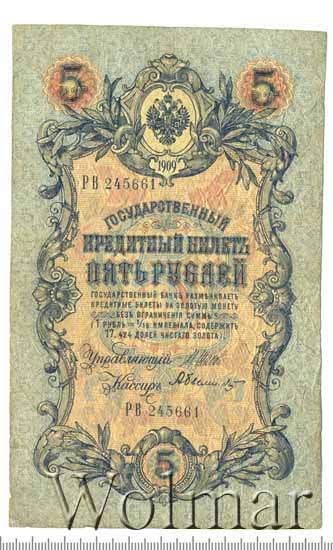 5 5
1909
РВ 245661
ГОСУДАРСТВЕННЫЙ
КРЕДИТНЫЙ БИЛЕТЪ
ПЯТЬ РУБЛЕЙ
ГОСУДАРСТВЕННЫЙ БАНКЪ РАЗМѢНИВАЕТЪ
КРЕДИТНЫЕ БИЛЕТЫ НА ЗОЛОТУЮ МОНЕТУ
БЕЗЪ ОГРАНИЧЕНІЯ СУММЫ
(1 РУБЛЬ = 1/15 ИМПЕРІАЛА, СОДЕРЖИТЪ
17,424 ДОЛЕЙ ЧИСТАГО ЗОЛОТА).
Управляющій
Кассиръ
РВ 245661
5
Wolmar